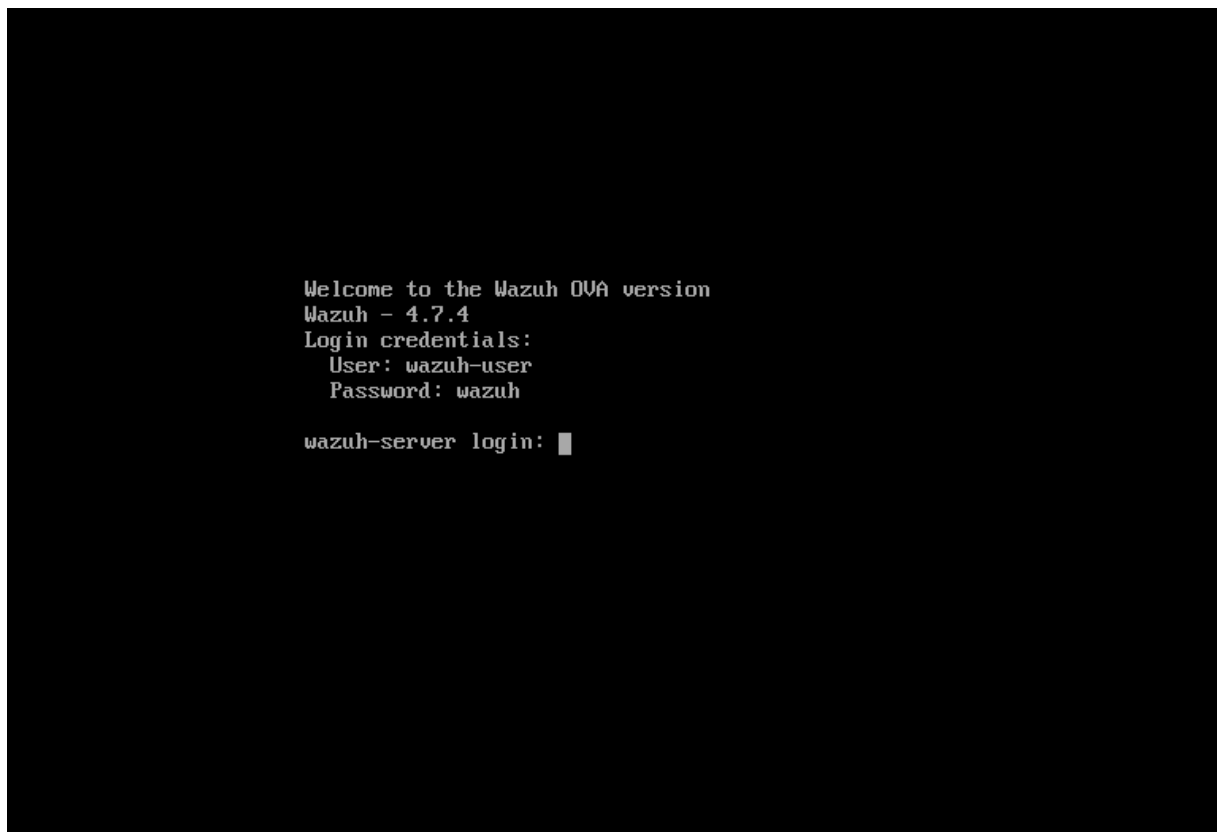 Welcome to the Wazuh OVA version
Wazuh - 4.7.4
Login credentials:
User: wazuh-user
Password: wazuh
wazuh-server login: